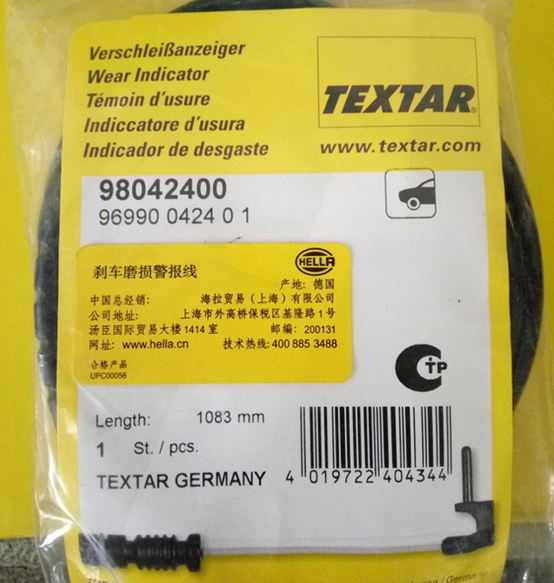 Verschleißanzeiger
Wear Indicator
Témoin d'usure
Indiccatore d'usura
Indicador de desgaste
TEXTAR®
www.textar.com
98042400
96990 0424 0 1
HELLA
刹车磨损警报线
产地: 德国
中国总经销: 海拉贸易（上海）有限公司
公司地址: 上海市外高桥保税区基隆路1号
汤臣国际贸易大楼1414室 邮编: 200131
网址: www.hella.cn 技术热线: 400 885 3488
合格产品
UPC00056
CTP
Length: 1083 mm
1 St. / pcs.
TEXTAR GERMANY
4 019722 404344
/ Germany